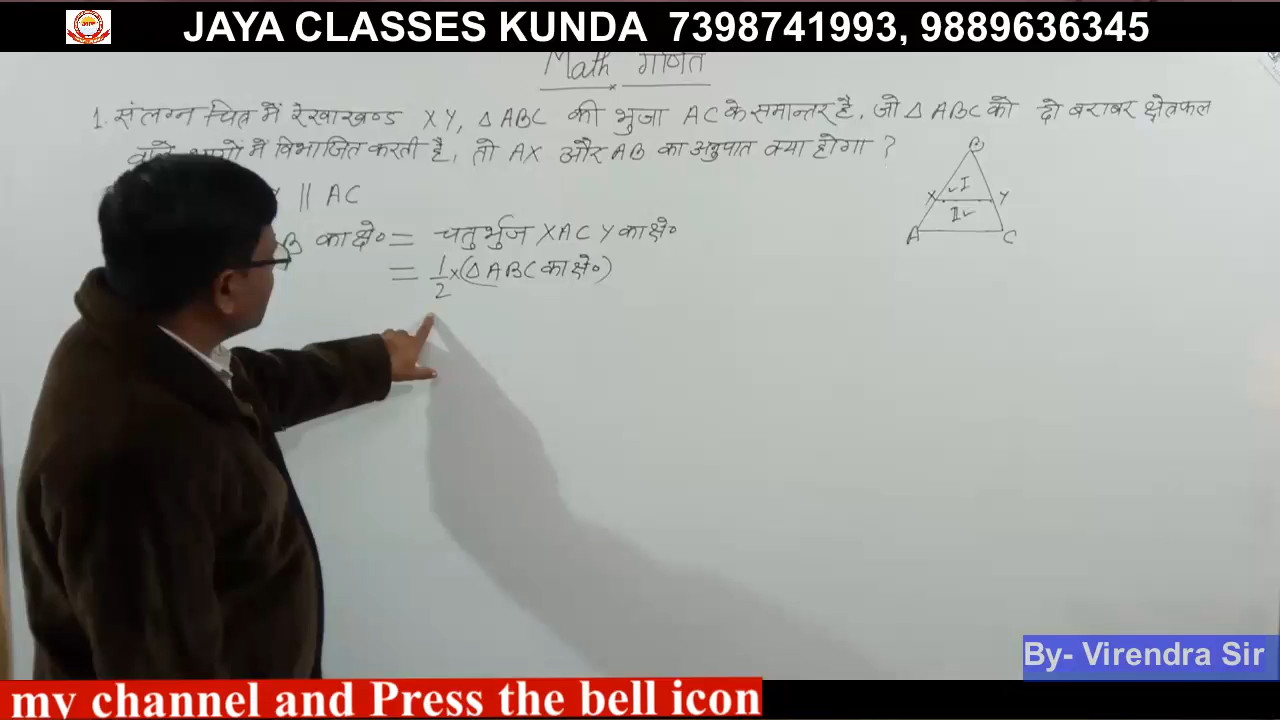 JAYA CLASSES KUNDA 7398741993, 9889636345
Math गणित
1. संलग्न चित्र में रेखाखण्ड XY, △ABC की भुजा AC के समान्तर है, जो △ABC को दो बराबर क्षेत्रफल
में विभाजित करती है, तो AX और AB का अनुपात क्या होगा ?
B
X I Y
II
A C
|| AC
B का क्षे० = चतुर्भुज XACY का क्षे०
= 1/2 × (△ABC का क्षे०)
By- Virendra Sir
my channel and Press the bell icon